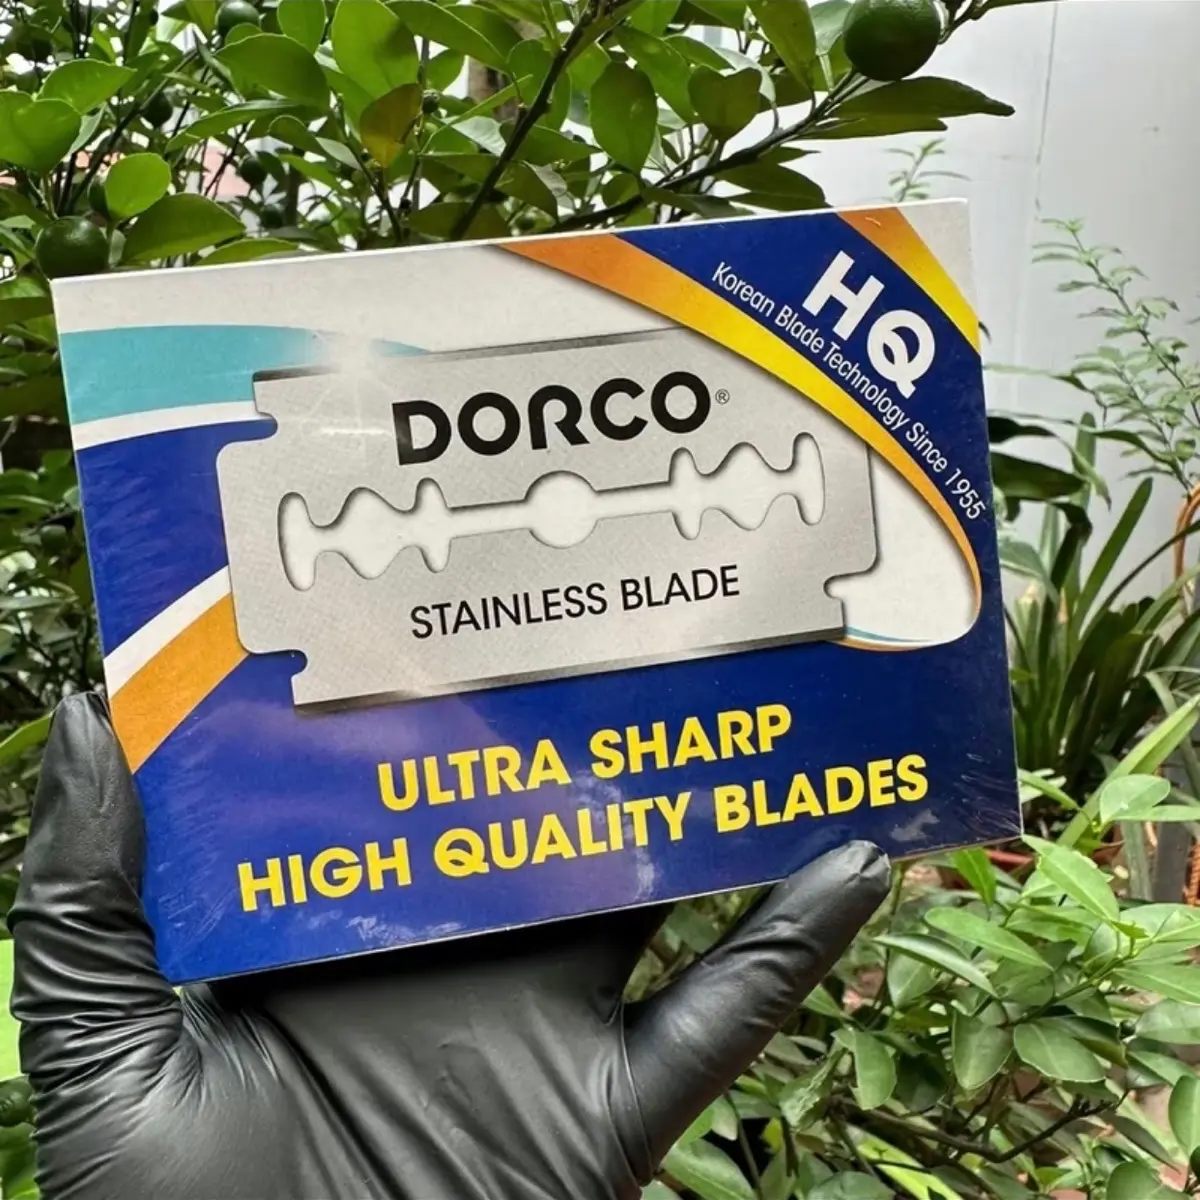 HQ
Korean Blade Technology Since 1955
DORCO®
STAINLESS BLADE
ULTRA SHARP
HIGH QUALITY BLADES